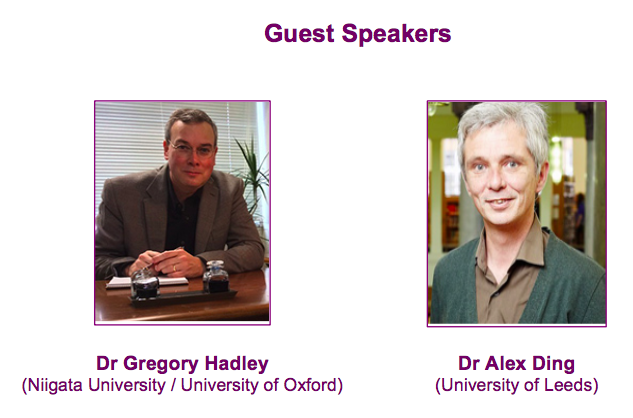 Guest Speakers
Dr Gregory Hadley
(Niigata University / University of Oxford)
Dr Alex Ding
(University of Leeds)